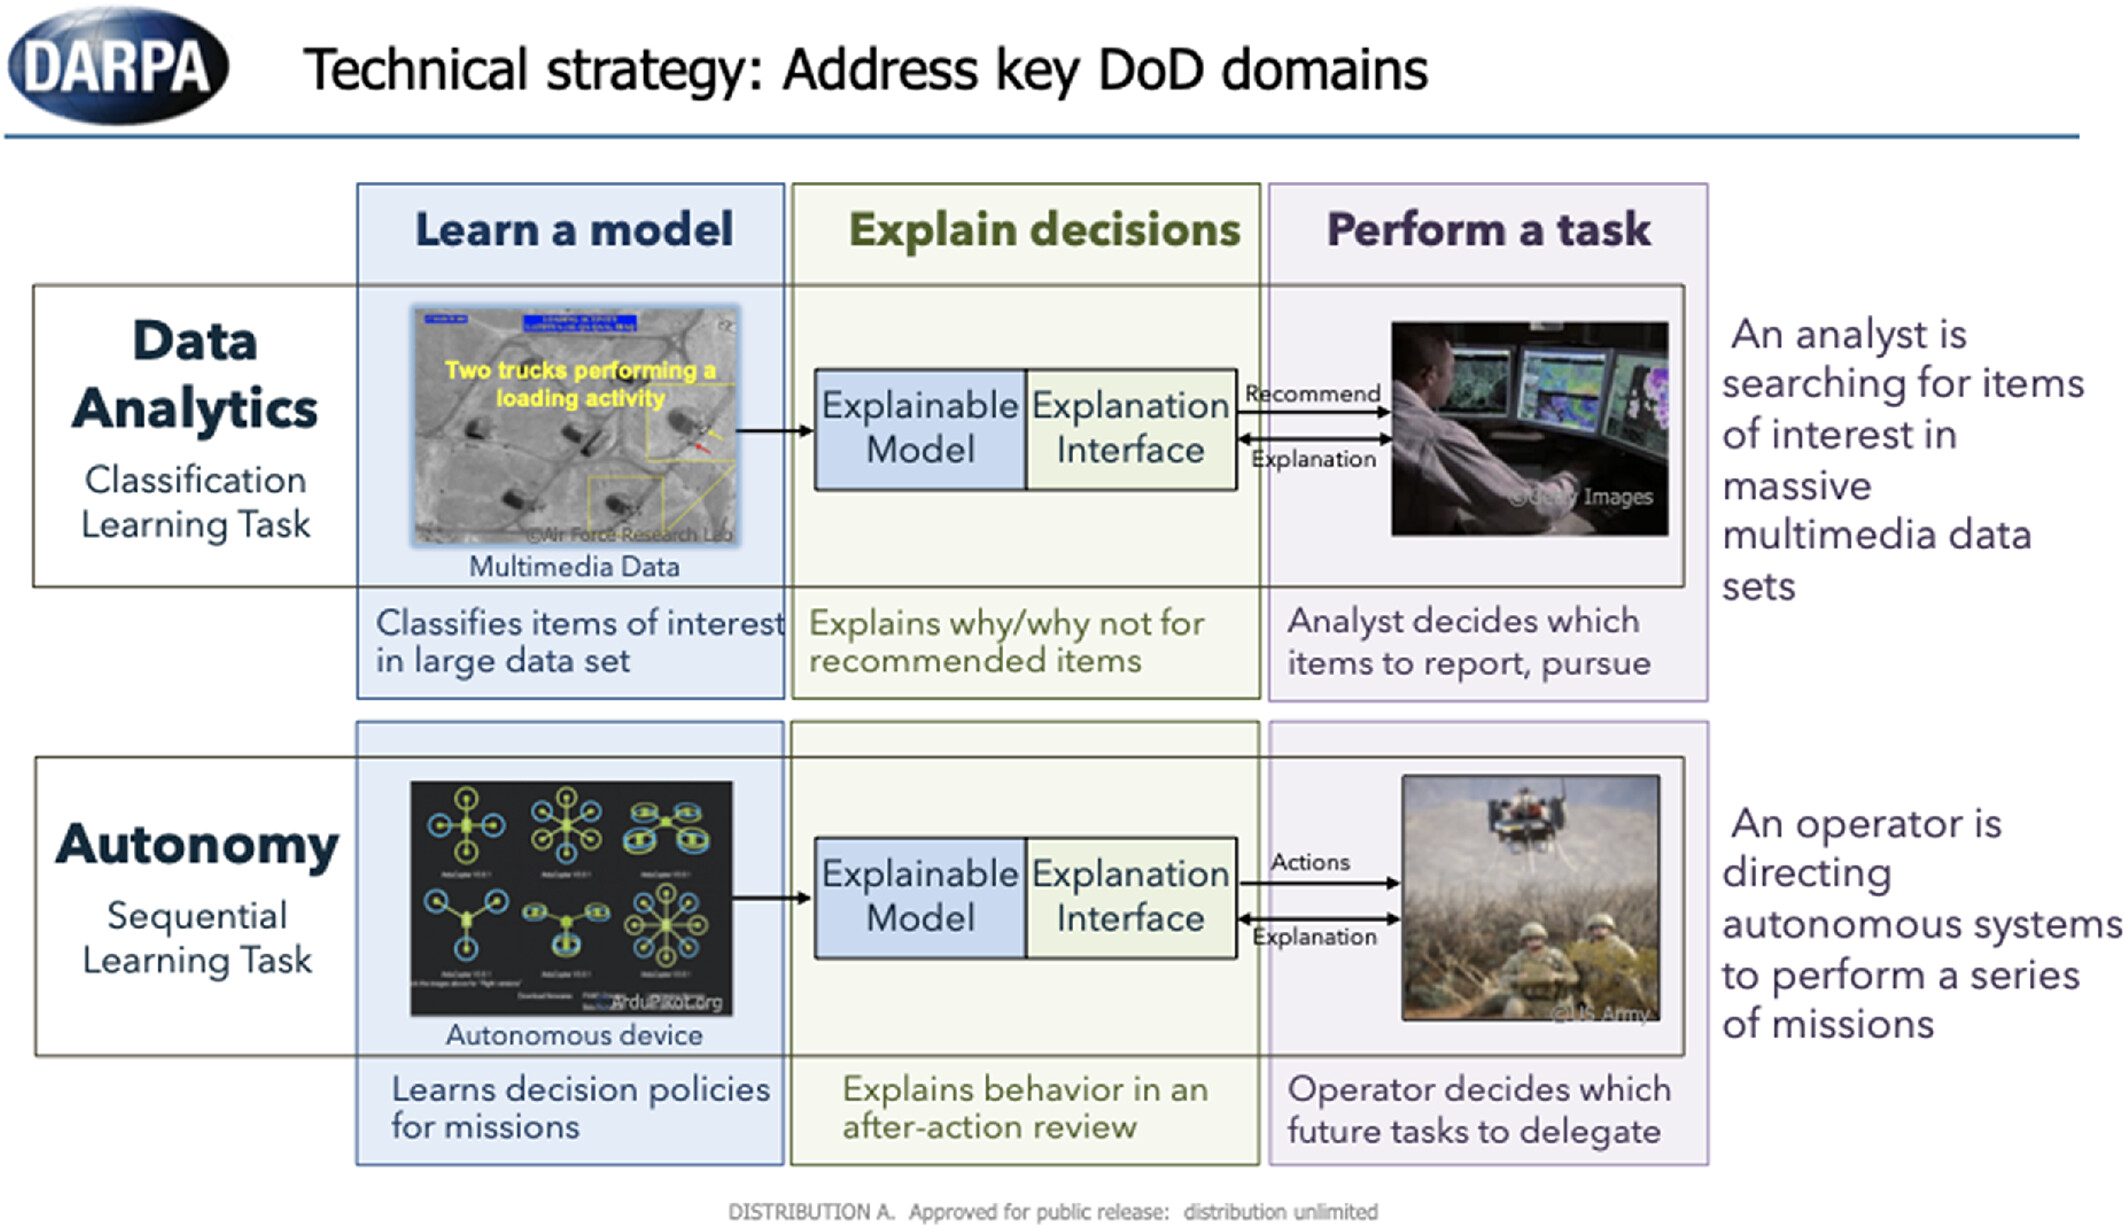 DARPA
Technical strategy: Address key DoD domains
Learn a model
Explain decisions
Perform a task
Data
Analytics
Classification
Learning Task
Two trucks performing a
loading activity
©Air Force Research Lab
Multimedia Data
Explainable
Model
Explanation
Interface
Recommend
Explanation
©Getty Images
An analyst is
searching for items
of interest in
massive
multimedia data
sets
Classifies items of interest
in large data set
Explains why/why not for
recommended items
Analyst decides which
items to report, pursue
Autonomy
Sequential
Learning Task
ArduPikot.org
Autonomous device
Explainable
Model
Explanation
Interface
Actions
Explanation
©US Army
An operator is
directing
autonomous systems
to perform a series
of missions
Learns decision policies
for missions
Explains behavior in an
after-action review
Operator decides which
future tasks to delegate
DISTRIBUTION A. Approved for public release: distribution unlimited